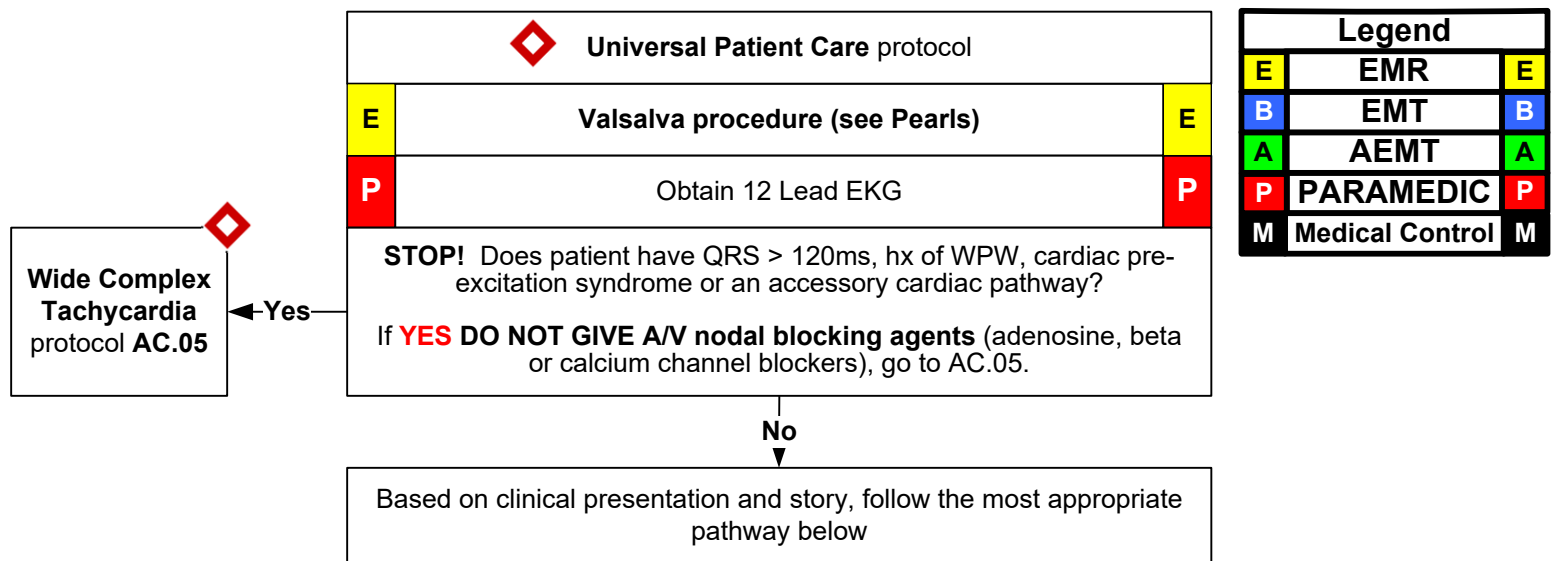 Universal Patient Care protocol
E Valsalva procedure (see Pearls) E
P Obtain 12 Lead EKG P
STOP! Does patient have QRS > 120ms, hx of WPW, cardiac pre-
excitation syndrome or an accessory cardiac pathway?
If YES DO NOT GIVE A/V nodal blocking agents (adenosine, beta
or calcium channel blockers), go to AC.05.
Yes
Wide Complex
Tachycardia
protocol AC.05
No
Based on clinical presentation and story, follow the most appropriate
pathway below
Legend
E EMR E
B EMT B
A AEMT A
P PARAMEDIC P
M Medical Control M